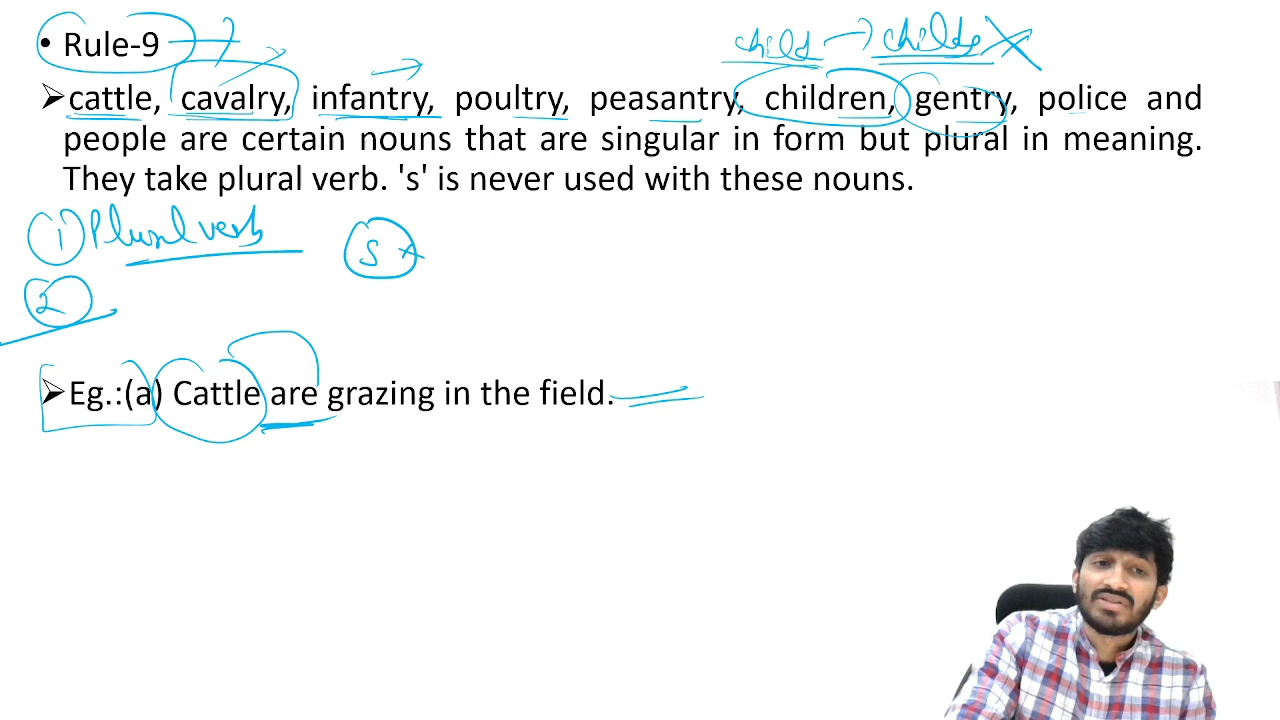 child → childs
• Rule-9
➢cattle, cavalry, infantry, poultry, peasantry, children, gentry, police and
people are certain nouns that are singular in form but plural in meaning.
They take plural verb. 's' is never used with these nouns.
① Plural verb
S ×
②
➢Eg.:(a) Cattle are grazing in the field.